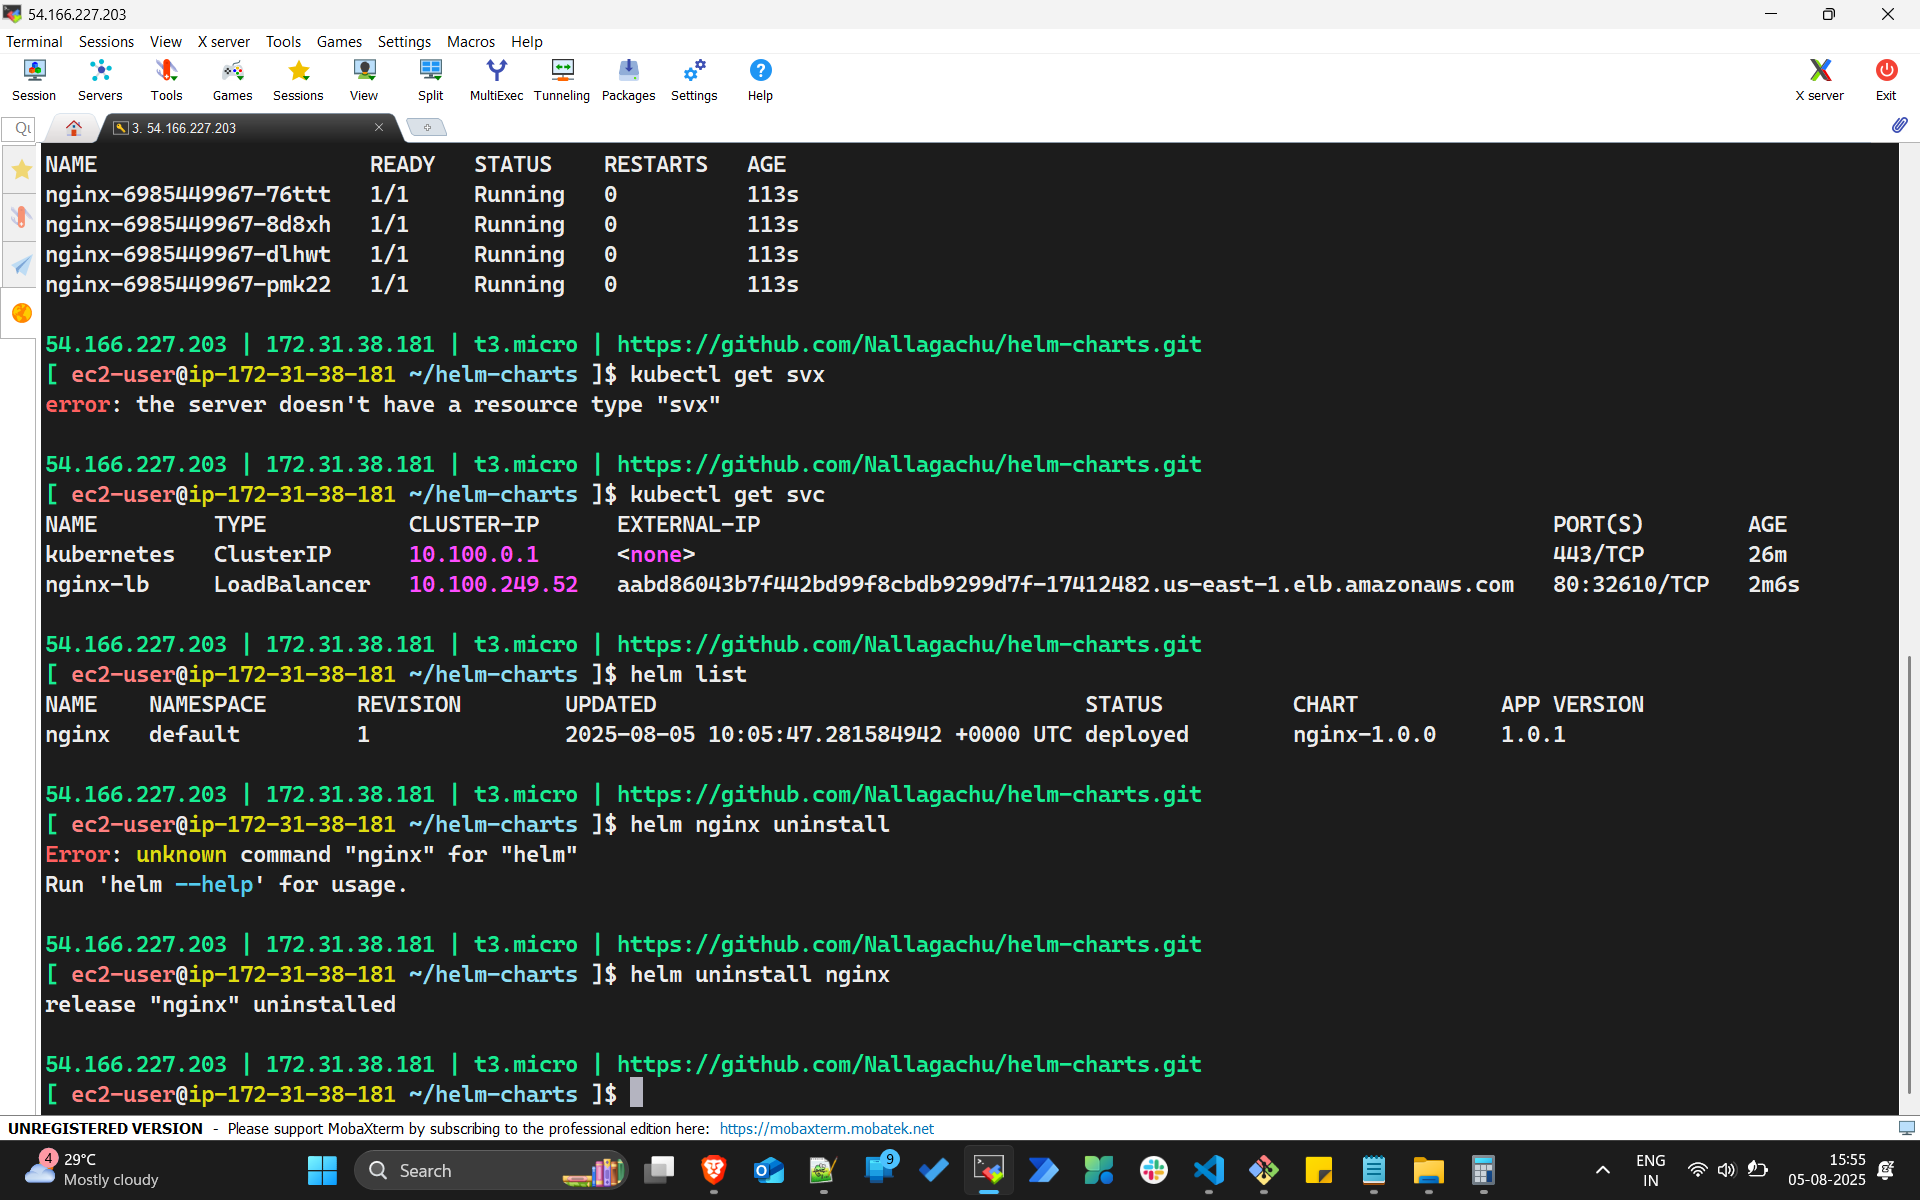 54.166.227.203
Terminal Sessions View X server Tools Games Settings Macros Help
Session Servers Tools Games Sessions View Split MultiExec Tunneling Packages Settings Help X server Exit
3. 54.166.227.203
NAME READY STATUS RESTARTS AGE
nginx-6985449967-76ttt 1/1 Running 0 113s
nginx-6985449967-8d8xh 1/1 Running 0 113s
nginx-6985449967-dlhwt 1/1 Running 0 113s
nginx-6985449967-pmk22 1/1 Running 0 113s
54.166.227.203 | 172.31.38.181 | t3.micro | https://github.com/Nallagachu/helm-charts.git
[ ec2-user@ip-172-31-38-181 ~/helm-charts ]$ kubectl get svx
error: the server doesn't have a resource type "svx"
54.166.227.203 | 172.31.38.181 | t3.micro | https://github.com/Nallagachu/helm-charts.git
[ ec2-user@ip-172-31-38-181 ~/helm-charts ]$ kubectl get svc
NAME TYPE CLUSTER-IP EXTERNAL-IP PORT(S) AGE
kubernetes ClusterIP 10.100.0.1 <none> 443/TCP 26m
nginx-lb LoadBalancer 10.100.249.52 aabd86043b7f442bd99f8cbdb9299d7f-17412482.us-east-1.elb.amazonaws.com 80:32610/TCP 2m6s
54.166.227.203 | 172.31.38.181 | t3.micro | https://github.com/Nallagachu/helm-charts.git
[ ec2-user@ip-172-31-38-181 ~/helm-charts ]$ helm list
NAME NAMESPACE REVISION UPDATED STATUS CHART APP VERSION
nginx default 1 2025-08-05 10:05:47.281584942 +0000 UTC deployed nginx-1.0.0 1.0.1
54.166.227.203 | 172.31.38.181 | t3.micro | https://github.com/Nallagachu/helm-charts.git
[ ec2-user@ip-172-31-38-181 ~/helm-charts ]$ helm nginx uninstall
Error: unknown command "nginx" for "helm"
Run 'helm --help' for usage.
54.166.227.203 | 172.31.38.181 | t3.micro | https://github.com/Nallagachu/helm-charts.git
[ ec2-user@ip-172-31-38-181 ~/helm-charts ]$ helm uninstall nginx
release "nginx" uninstalled
54.166.227.203 | 172.31.38.181 | t3.micro | https://github.com/Nallagachu/helm-charts.git
[ ec2-user@ip-172-31-38-181 ~/helm-charts ]$
UNREGISTERED VERSION - Please support MobaXterm by subscribing to the professional edition here: https://mobaxterm.mobatek.net
4 29°C
Mostly cloudy
Search
9
ENG
IN
15:55
05-08-2025